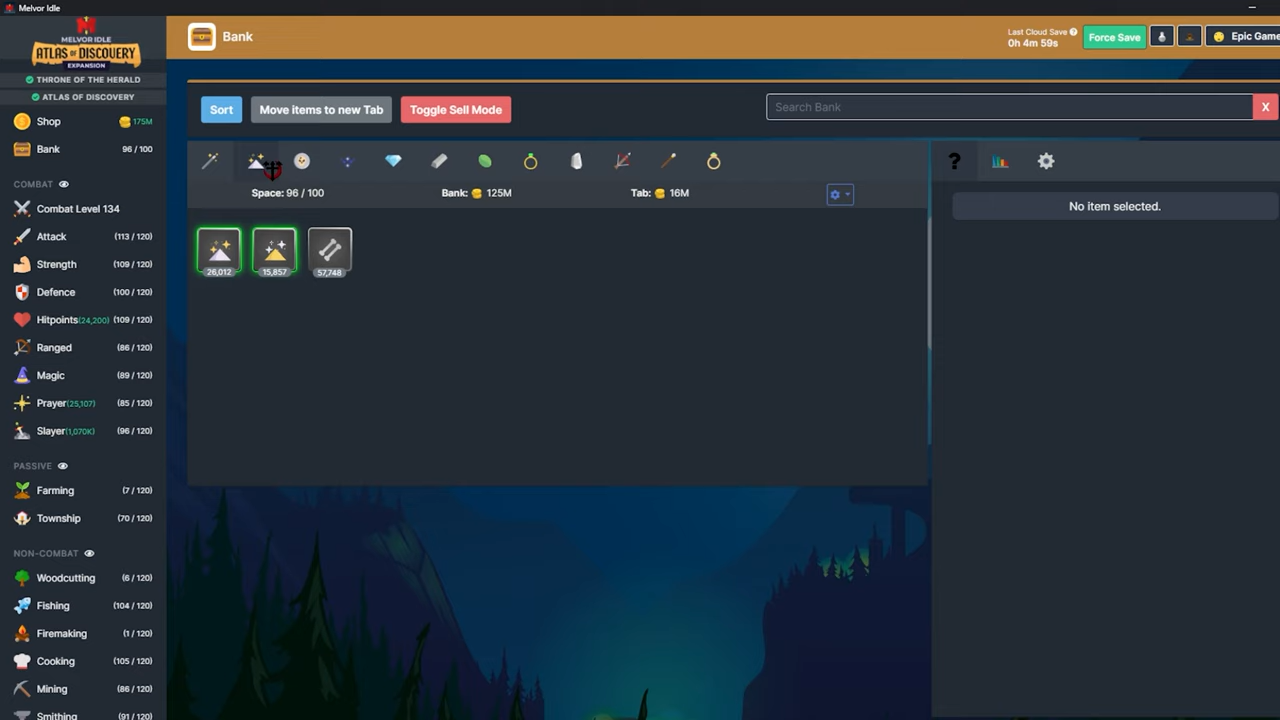 Melvor Idle
MELVOR IDLE
ATLAS OF DISCOVERY
EXPANSION
THRONE OF THE HERALD
ATLAS OF DISCOVERY
Shop 175M
Bank 96 / 100
COMBAT
Combat Level 134
Attack (113 / 120)
Strength (109 / 120)
Defence (100 / 120)
Hitpoints (24,200) (109 / 120)
Ranged (86 / 120)
Magic (89 / 120)
Prayer (25,107) (85 / 120)
Slayer (1,070K) (96 / 120)
PASSIVE
Farming (7 / 120)
Township (70 / 120)
NON-COMBAT
Woodcutting (6 / 120)
Fishing (104 / 120)
Firemaking (1 / 120)
Cooking (105 / 120)
Mining (86 / 120)
Smithing (91 / 120)
Bank
Last Cloud Save
0h 4m 59s
Force Save
Epic Game
Sort
Move items to new Tab
Toggle Sell Mode
Search Bank
X
Space: 96 / 100
Bank: 125M
Tab: 16M
26,012
15,857
57,748
?
No item selected.